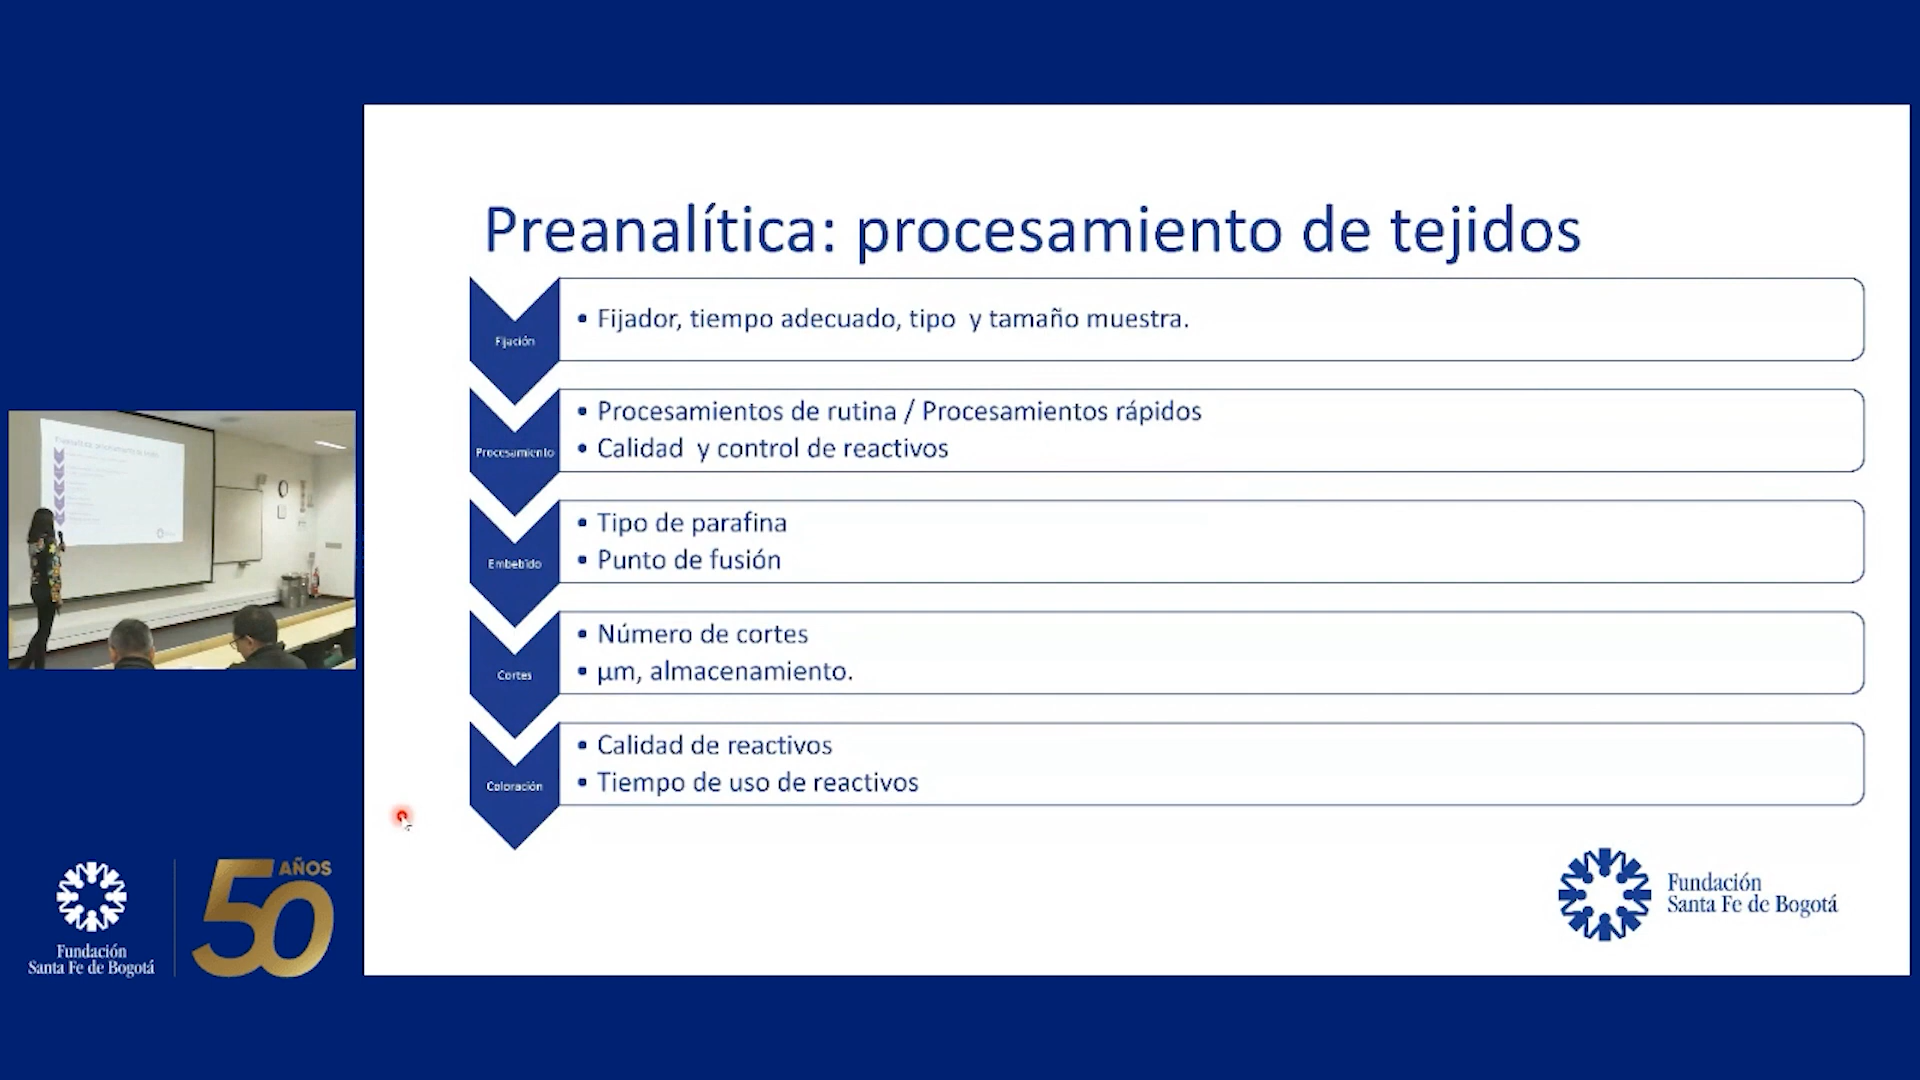 Preanalítica: procesamiento de tejidos
Fijación
• Fijador, tiempo adecuado, tipo y tamaño muestra.
Procesamiento
• Procesamientos de rutina / Procesamientos rápidos
• Calidad y control de reactivos
Embebido
• Tipo de parafina
• Punto de fusión
Cortes
• Número de cortes
• µm, almacenamiento.
Coloración
• Calidad de reactivos
• Tiempo de uso de reactivos
Fundación
Santa Fe de Bogotá
50 AÑOS
Fundación
Santa Fe de Bogotá